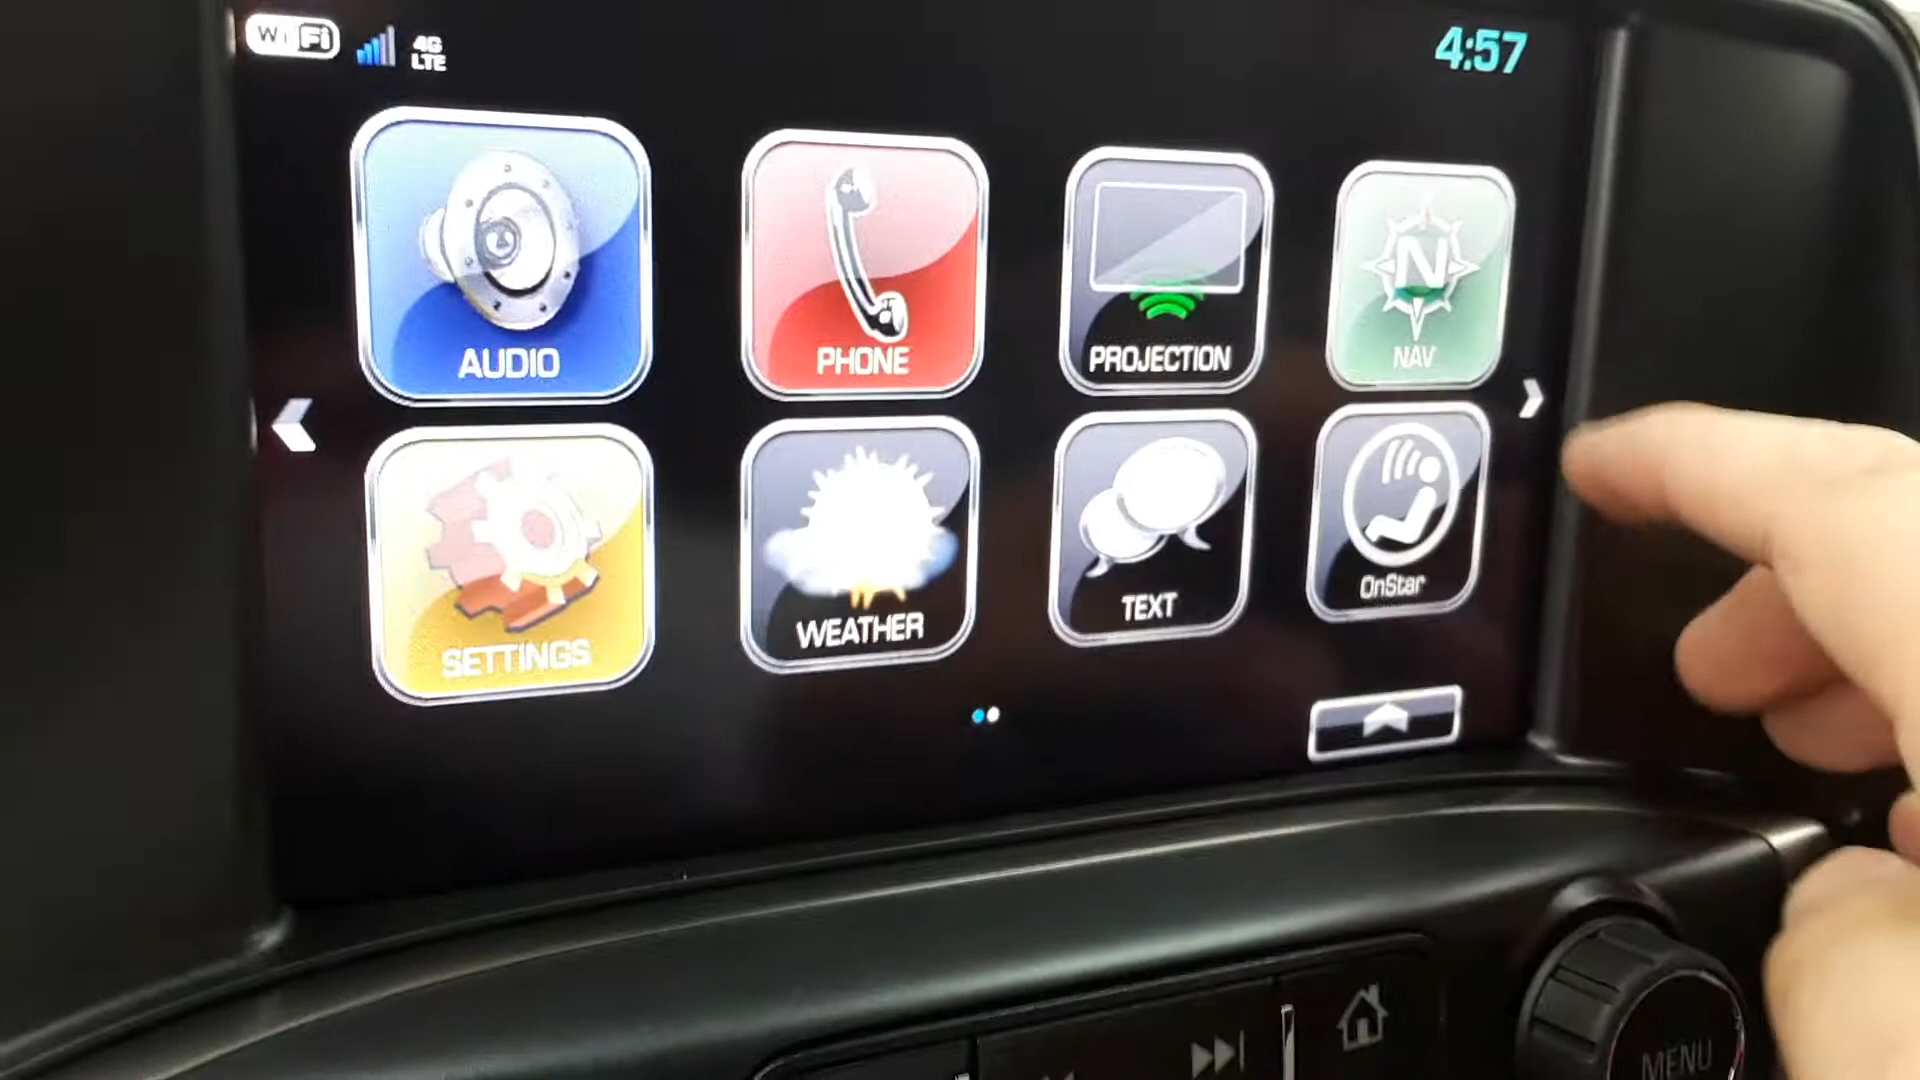 WiFi
4G
LTE
4:57
AUDIO
PHONE
PROJECTION
N
NAV
SETTINGS
WEATHER
TEXT
OnStar
MENU